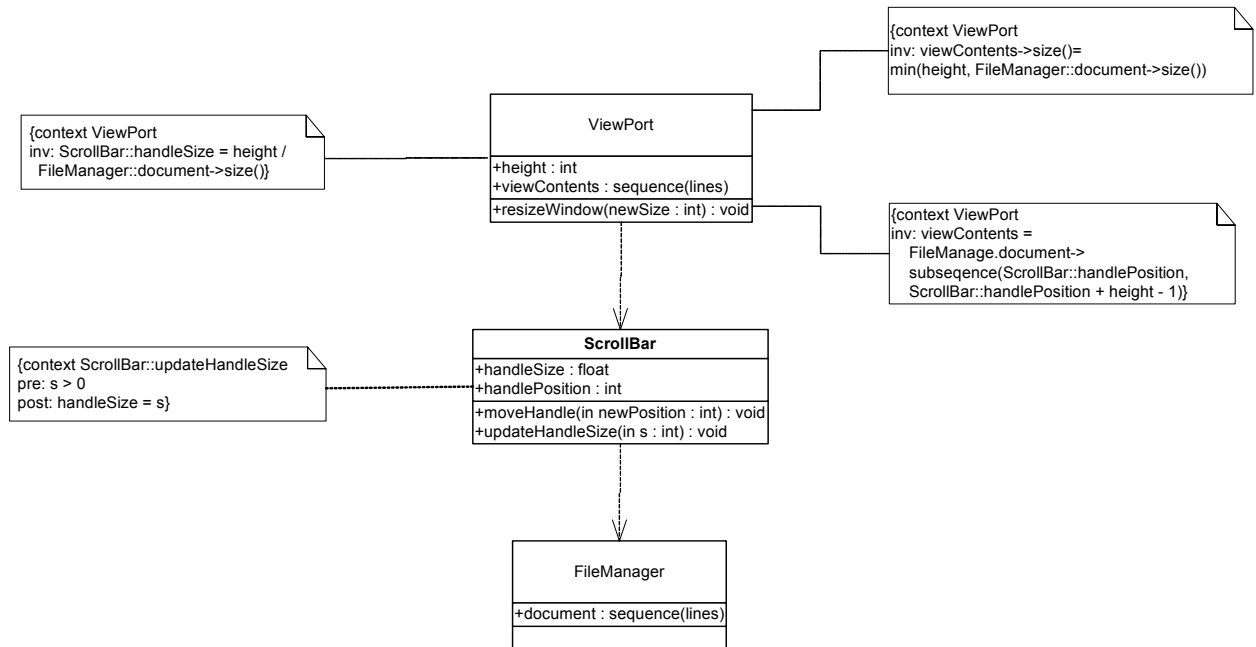 {context ViewPort
inv: viewContents->size()=
min(height, FileManager::document->size())
ViewPort
+height : int
+viewContents : sequence(lines)
+resizeWindow(newSize : int) : void
{context ViewPort
inv: ScrollBar::handleSize = height /
FileManager::document->size()}
{context ViewPort
inv: viewContents =
FileManage.document->
subseqence(ScrollBar::handlePosition,
ScrollBar::handlePosition + height - 1)}
ScrollBar
+handleSize : float
+handlePosition : int
+moveHandle(in newPosition : int) : void
+updateHandleSize(in s : int) : void
{context ScrollBar::updateHandleSize
pre: s > 0
post: handleSize = s}
FileManager
+document : sequence(lines)